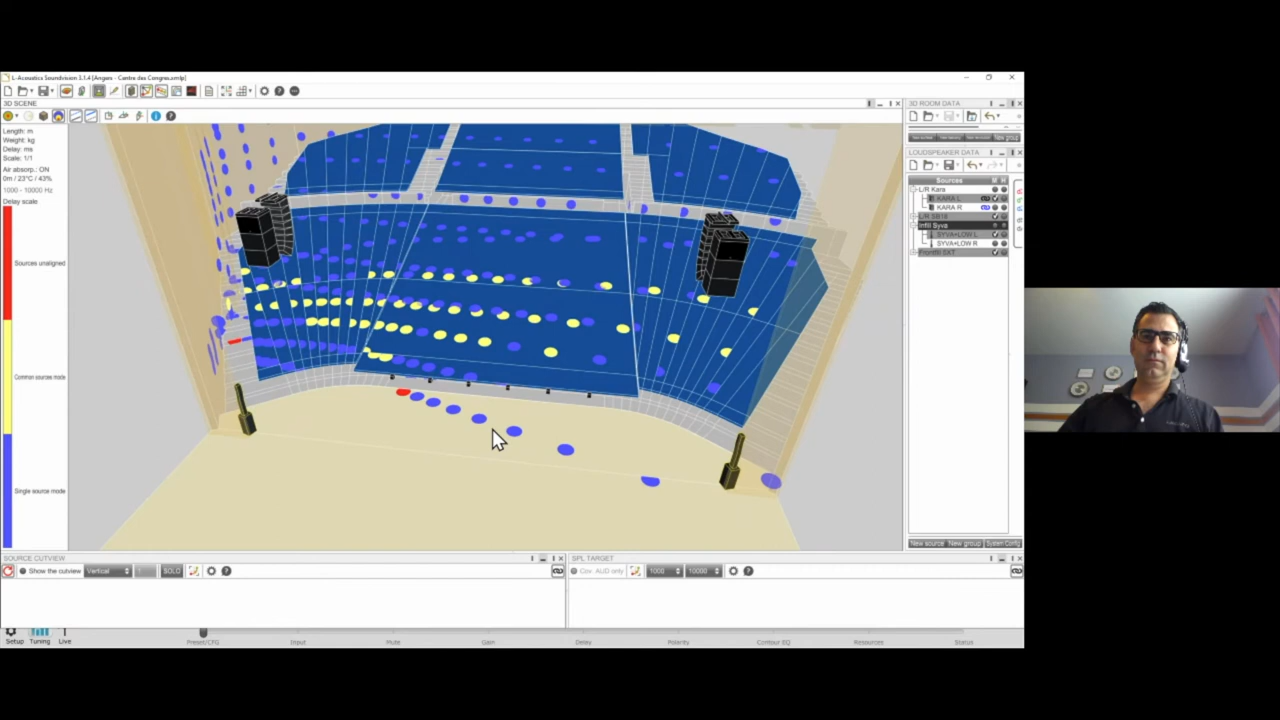 L-Acoustics Soundvision 3.1.4 [Angers - Centre des Congres.xmlp]
3D SCENE
3D ROOM DATA
Length: m
Weight: kg
Delay: ms
Scale: 1/1
Air absorp.: ON
0m / 23°C / 43%
1000 - 10000 Hz
Delay scale
Sources unaligned
Common sources mode
Single source mode
New group
LOUDSPEAKER DATA
Sources
L/R Kara
KARA L
KARA R
L/R SB18
Infill Syva
SYVA+LOW L
SYVA+LOW R
Frontfill 5XT
New source New group System Config
SOURCE CUTVIEW
Show the cutview Vertical 1 SOLO
SPL TARGET
Cov. AUD only 1000 10000
Setup Tuning Live Preset/CFG Input Mute Gain Delay Polarity Contour EQ Resources Status